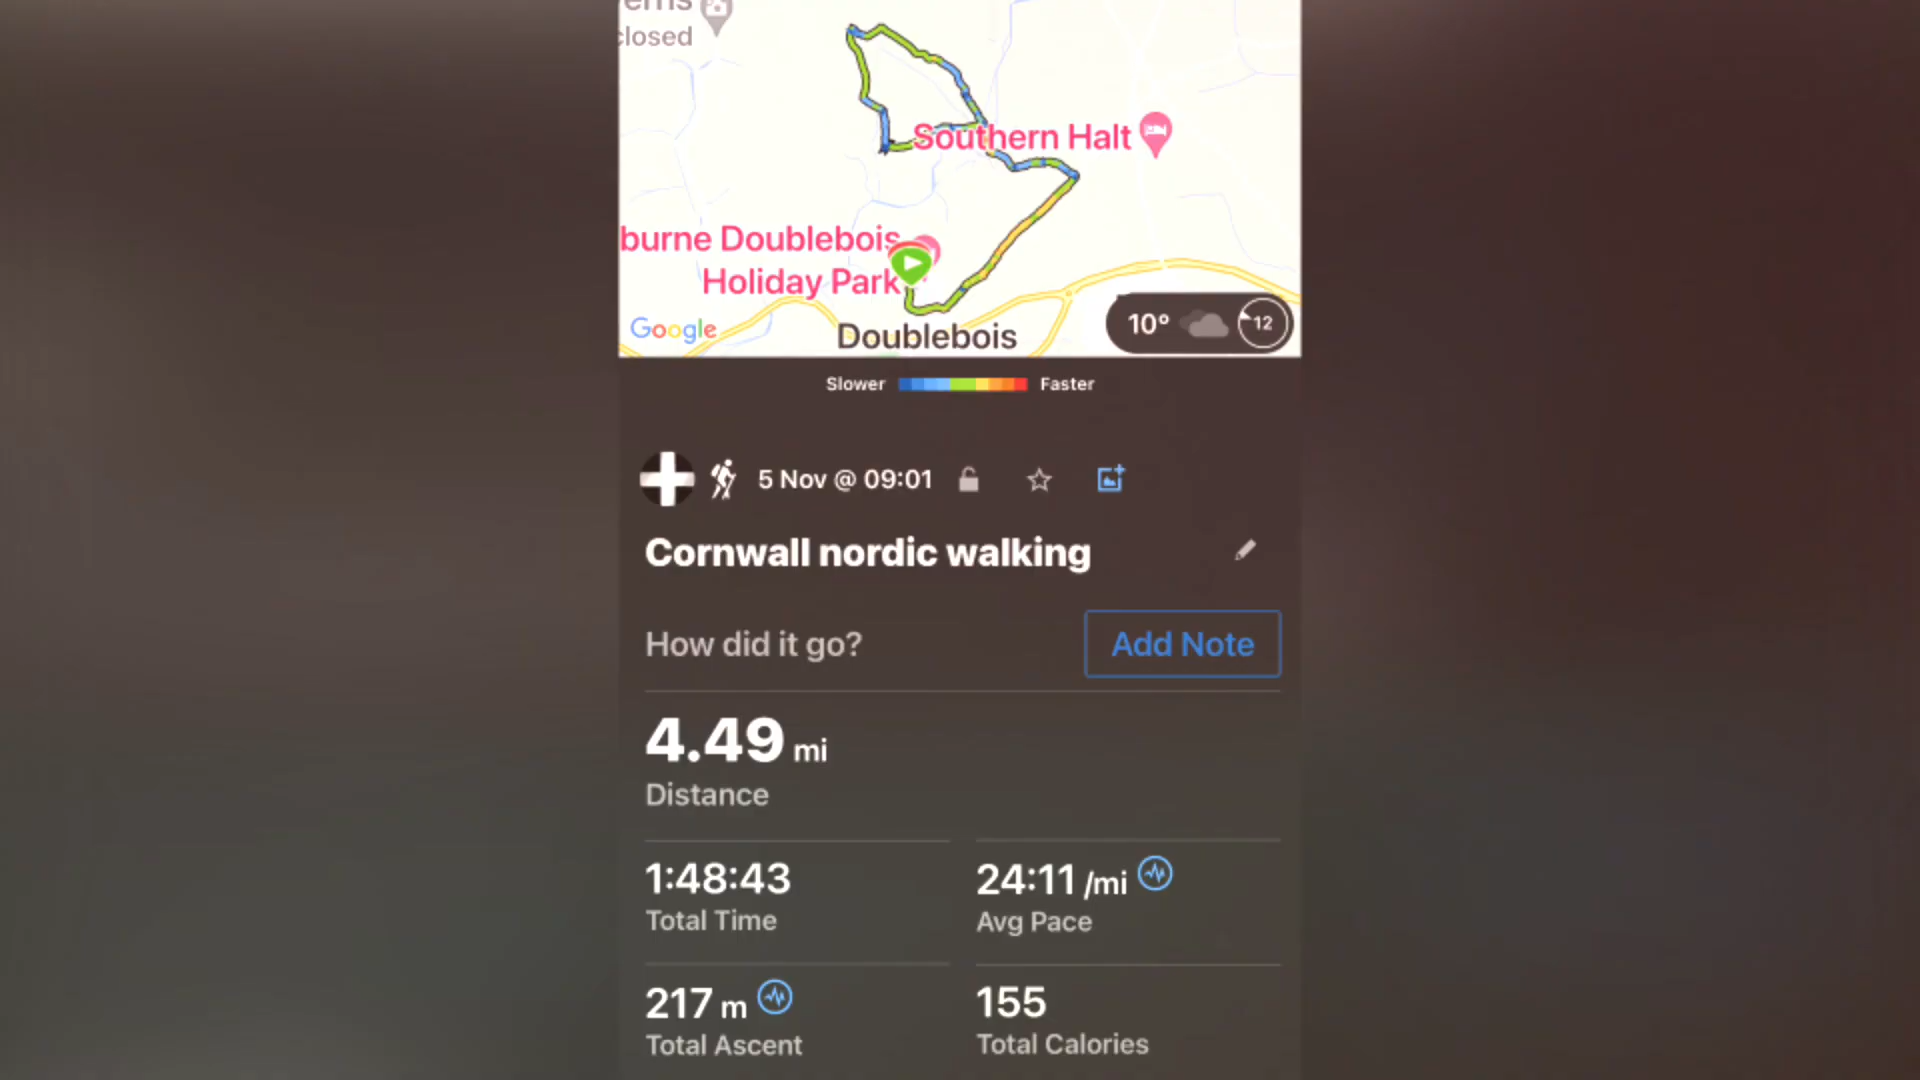 erns
closed
Southern Halt
burne Doublebois
Holiday Park
Google
Doublebois
10°
12
Slower
Faster
5 Nov @ 09:01
Cornwall nordic walking
How did it go?
Add Note
4.49 mi
Distance
1:48:43
24:11 /mi
Total Time
Avg Pace
217 m
155
Total Ascent
Total Calories